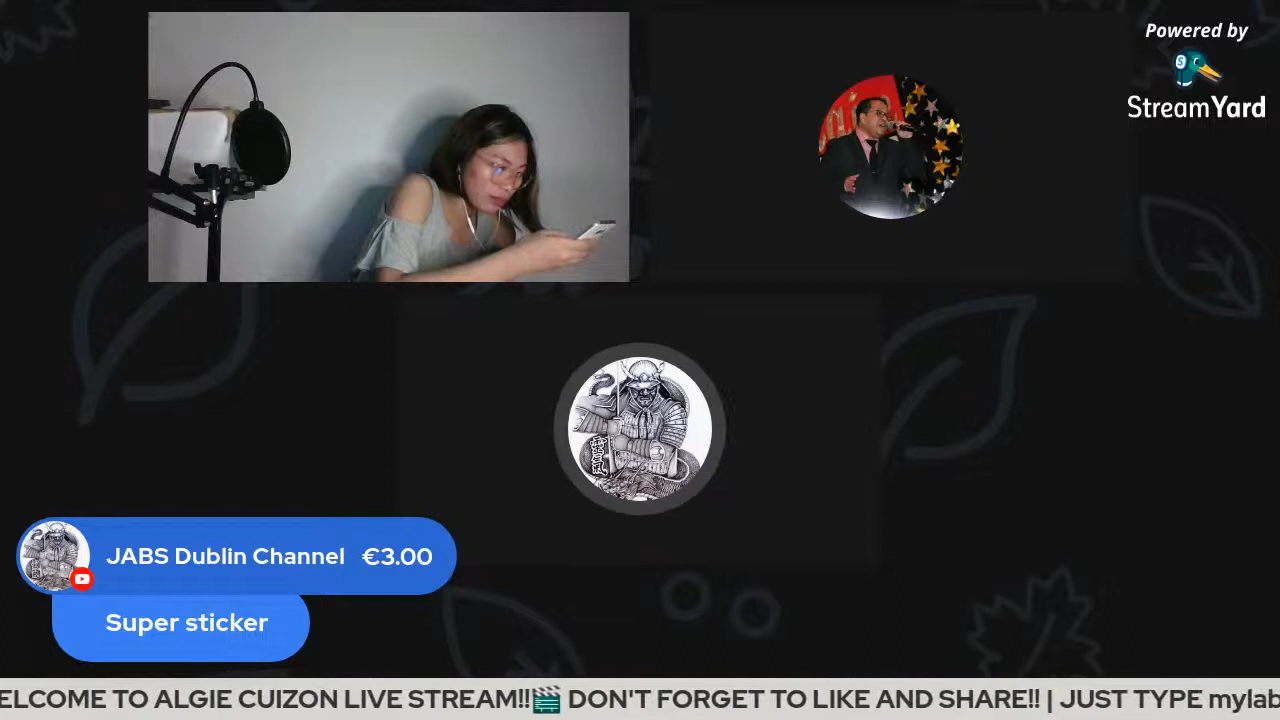 Powered by
StreamYard
JABS Dublin Channel €3.00
Super sticker
ELCOME TO ALGIE CUIZON LIVE STREAM!!🎬 DON'T FORGET TO LIKE AND SHARE!! | JUST TYPE mylab